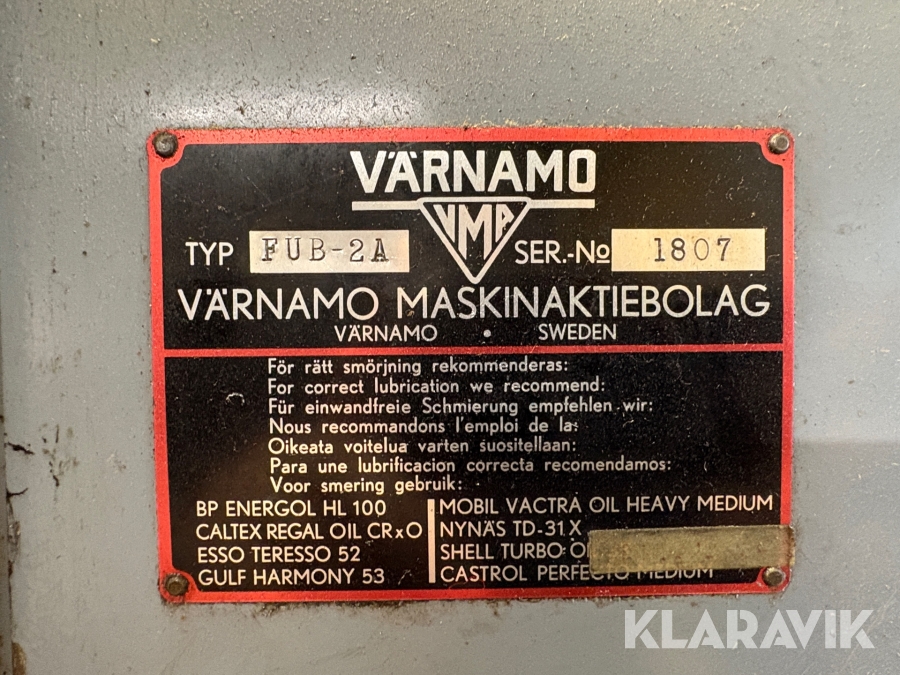 VÄRNAMO
VMA
TYP FUB-2A SER.-No 1807
VÄRNAMO MASKINAKTIEBOLAG
VÄRNAMO • SWEDEN
För rätt smörjning rekommenderas:
For correct lubrication we recommend:
Für einwandfreie Schmierung empfehlen wir:
Nous recommandons l'emploi de la:
Oikeata voitelua varten suositellaan:
Para une lubrificacion correcta recomendamos:
Voor smering gebruik:
BP ENERGOL HL 100
CALTEX REGAL OIL CRxO
ESSO TERESSO 52
GULF HARMONY 53
MOBIL VACTRA OIL HEAVY MEDIUM
NYNÄS TD-31X
SHELL TURBO
CASTROL PERFECTO MEDIUM
KLARAVIK